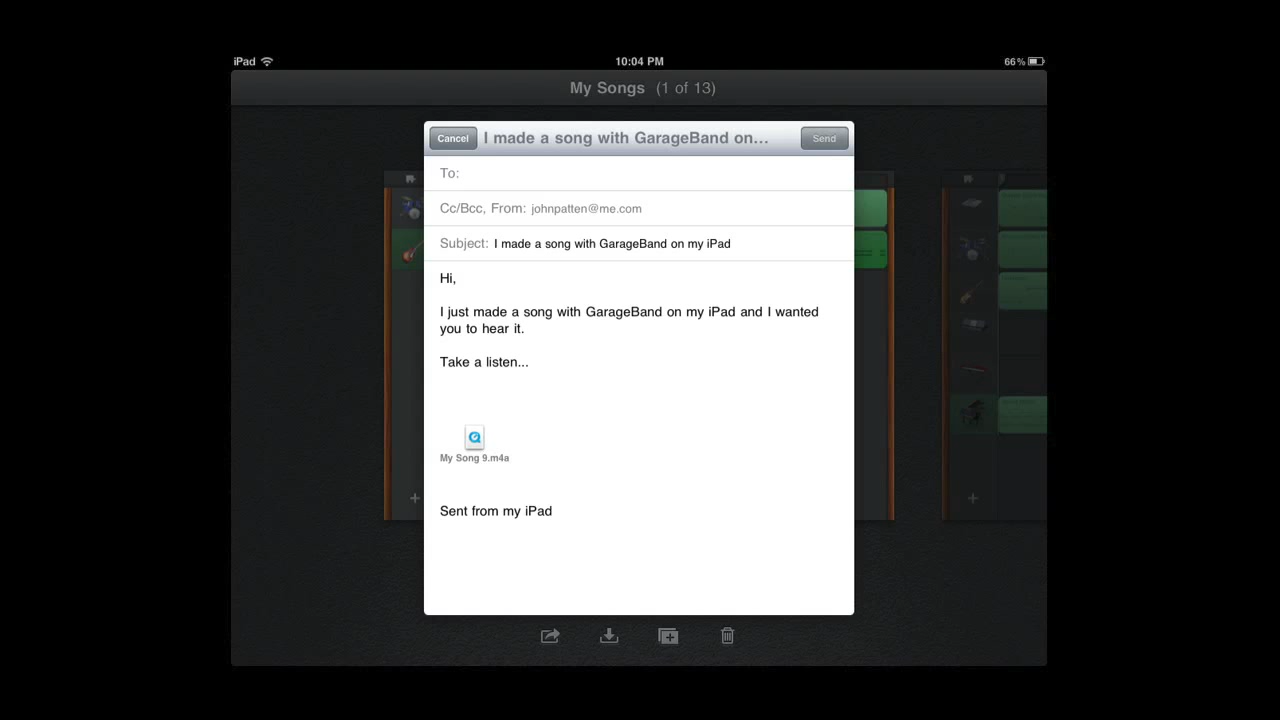 iPad 10:04 PM 66%
My Songs (1 of 13)
Cancel I made a song with GarageBand on... Send
To:
Cc/Bcc, From: johnpatten@me.com
Subject: I made a song with GarageBand on my iPad
Hi,
I just made a song with GarageBand on my iPad and I wanted
you to hear it.
Take a listen...
My Song 9.m4a
Sent from my iPad